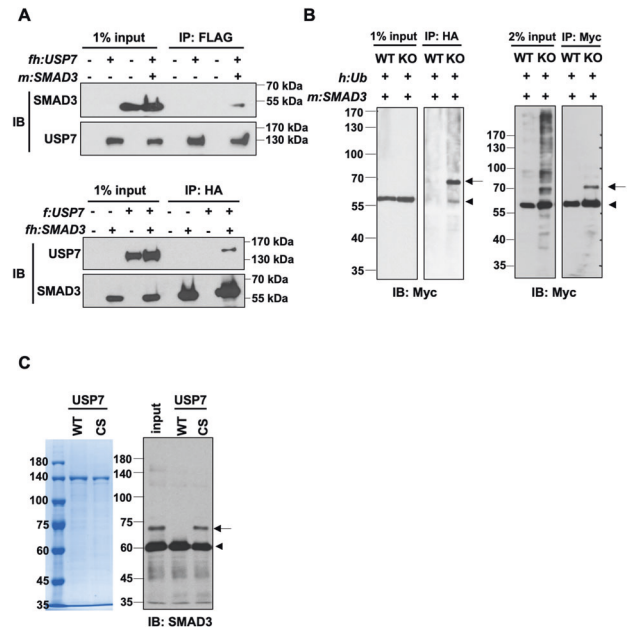 A
1% input IP: FLAG
fh:USP7 - + - + - + - +
m:SMAD3 - - + + - - + +
IB
SMAD3
70 kDa
55 kDa
USP7
170 kDa
130 kDa
1% input IP: HA
f:USP7 - - + + - - + +
fh:SMAD3 - + - + - + - +
IB
USP7
170 kDa
130 kDa
SMAD3
70 kDa
55 kDa
B
1% input IP: HA
WT KO WT KO
h:Ub + + + +
m:SMAD3 + + + +
170
130
100
70
55
40
35
IB: Myc
2% input IP: Myc
WT KO WT KO
+ + + +
+ + + +
170
130
100
70
55
40
35
IB: Myc
C
USP7
WT CS
180
140
100
75
60
45
35
USP7
input WT CS
180
140
100
75
60
45
35
IB: SMAD3